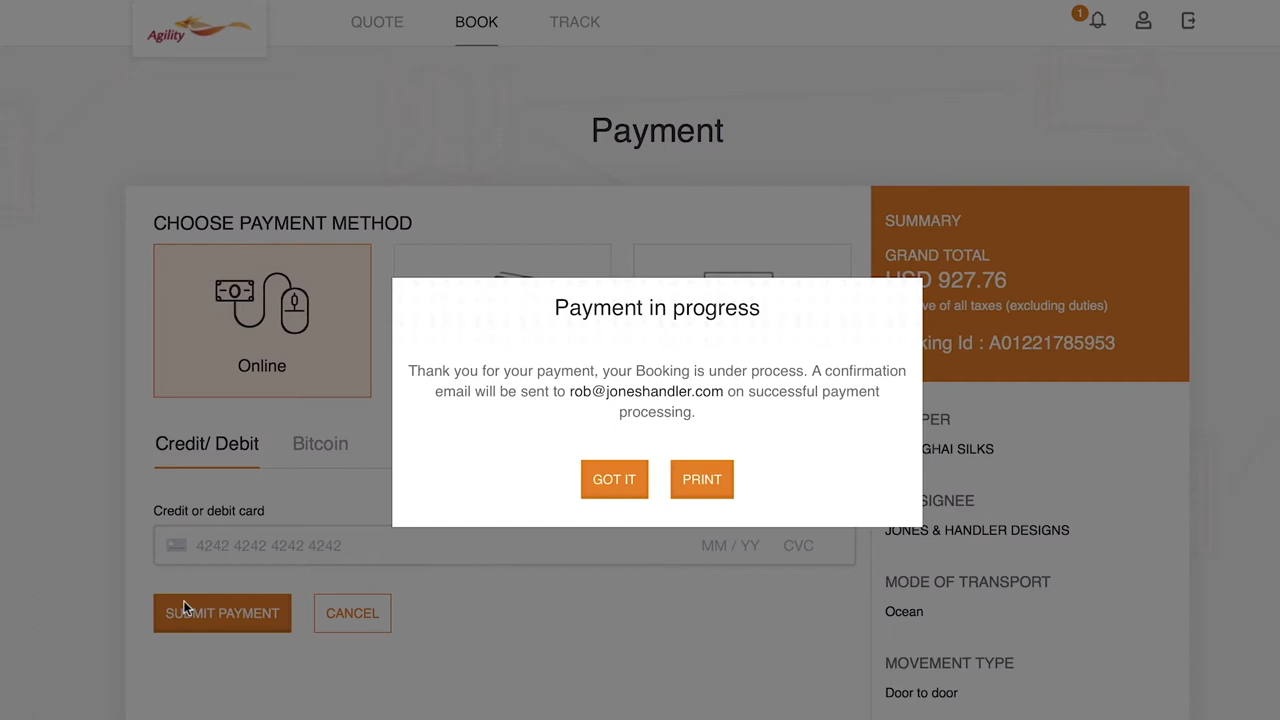 Agility
QUOTE
BOOK
TRACK
1
Payment
CHOOSE PAYMENT METHOD
Online
Credit/ Debit
Bitcoin
Credit or debit card
4242 4242 4242 4242
MM / YY
CVC
SUBMIT PAYMENT
CANCEL
Payment in progress
Thank you for your payment, your Booking is under process. A confirmation
email will be sent to rob@joneshandler.com on successful payment
processing.
GOT IT
PRINT
SUMMARY
GRAND TOTAL
USD 927.76
of all taxes (excluding duties)
Id : A01221785953
SILKS
JONES & HANDLER DESIGNS
MODE OF TRANSPORT
Ocean
MOVEMENT TYPE
Door to door